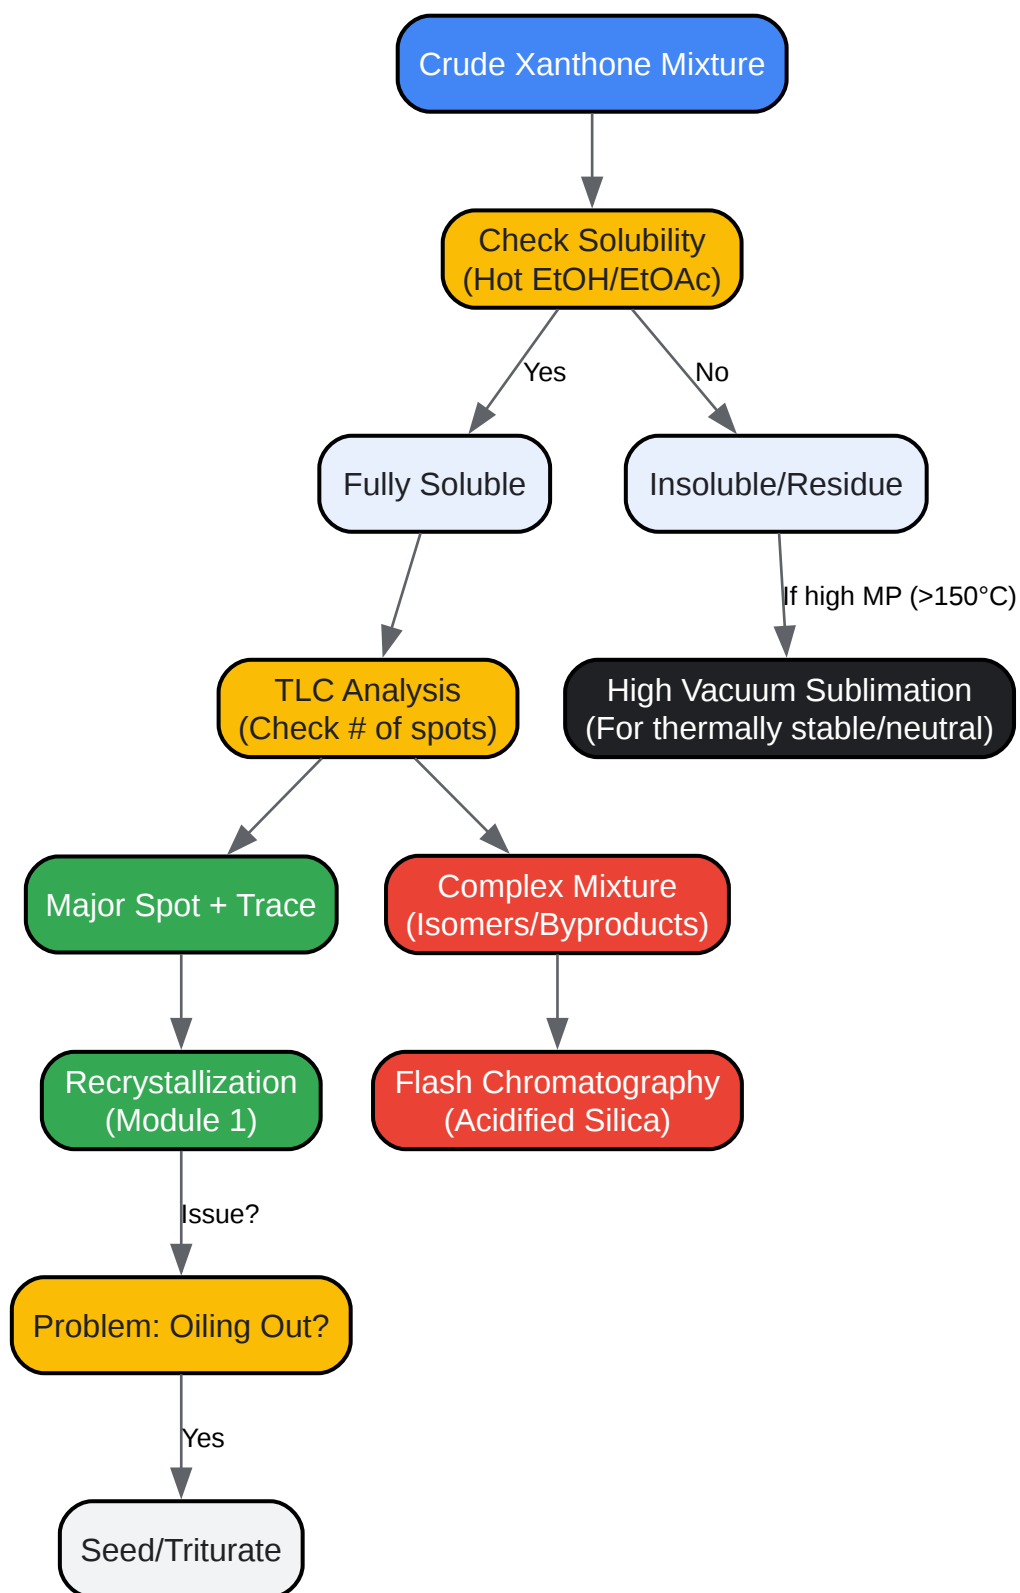 Crude Xanthone Mixture
Check Solubility
(Hot EtOH/EtOAc)
Yes
No
Fully Soluble
Insoluble/Residue
If high MP (>150°C)
TLC Analysis
(Check # of spots)
High Vacuum Sublimation
(For thermally stable/neutral)
Major Spot + Trace
Complex Mixture
(Isomers/Byproducts)
Recrystallization
(Module 1)
Flash Chromatography
(Acidified Silica)
Issue?
Problem: Oiling Out?
Yes
Seed/Triturate